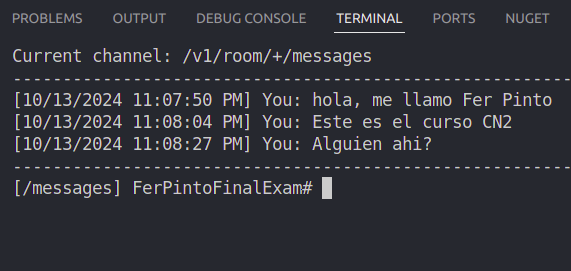 PROBLEMS OUTPUT DEBUG CONSOLE TERMINAL PORTS NUGET
Current channel: /v1/room/+/messages
--------------------------------------------------------
[10/13/2024 11:07:50 PM] You: hola, me llamo Fer Pinto
[10/13/2024 11:08:04 PM] You: Este es el curso CN2
[10/13/2024 11:08:27 PM] You: Alguien ahi?
--------------------------------------------------------
[/messages] FerPintoFinalExam#